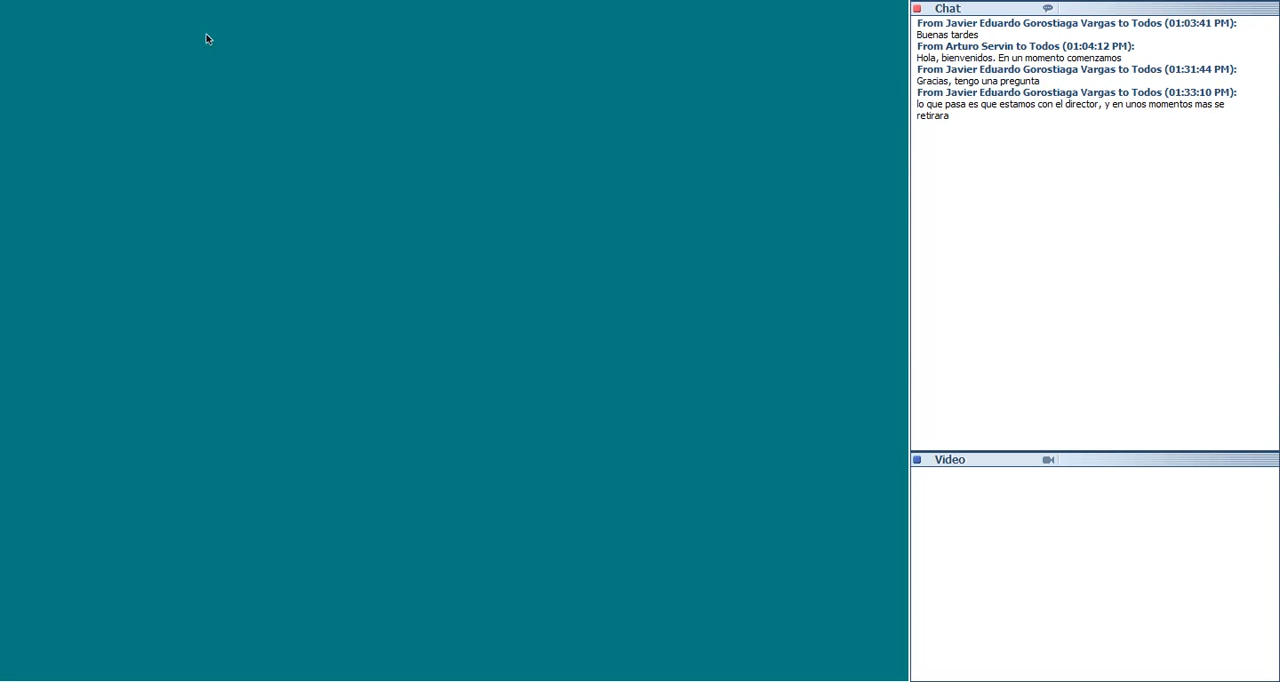 Chat
From Javier Eduardo Gorostiaga Vargas to Todos (01:03:41 PM):
Buenas tardes
From Arturo Servin to Todos (01:04:12 PM):
Hola, bienvenidos. En un momento comenzamos
From Javier Eduardo Gorostiaga Vargas to Todos (01:31:44 PM):
Gracias, tengo una pregunta
From Javier Eduardo Gorostiaga Vargas to Todos (01:33:10 PM):
lo que pasa es que estamos con el director, y en unos momentos mas se
retirara
Video